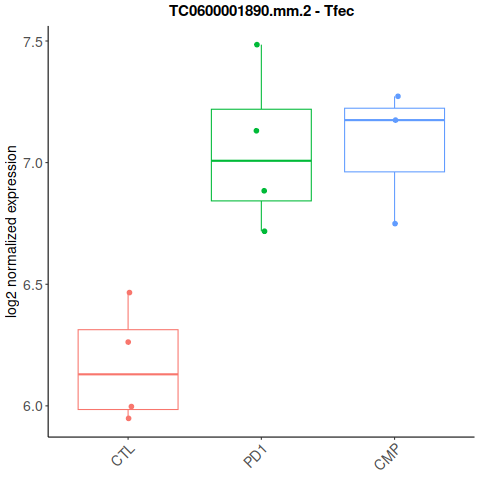 TC0600001890.mm.2 - Tfec
log2 normalized expression
7.5
7.0
6.5
6.0
CTL
PD1
CMP